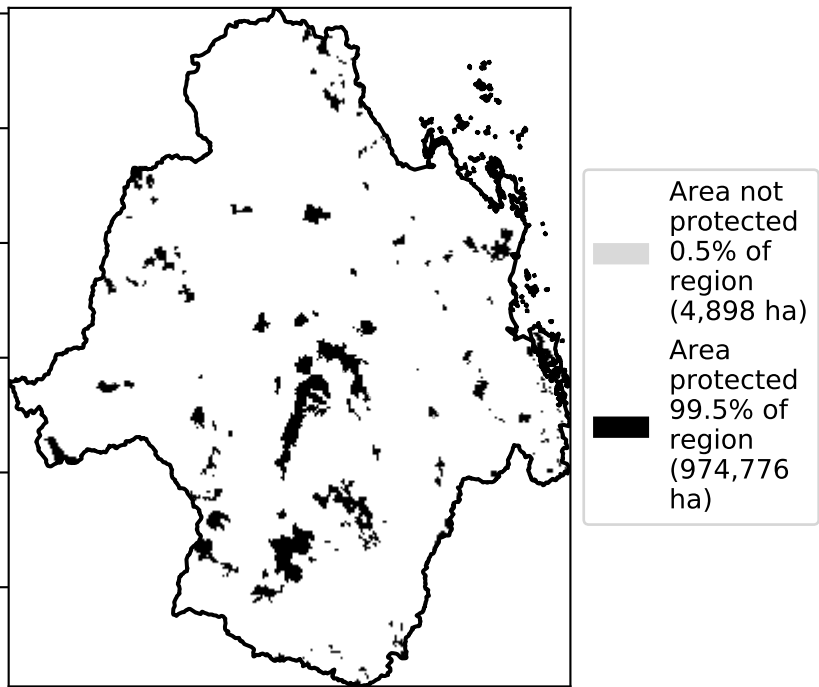 Area not
protected
0.5% of
region
(4,898 ha)
Area
protected
99.5% of
region
(974,776
ha)